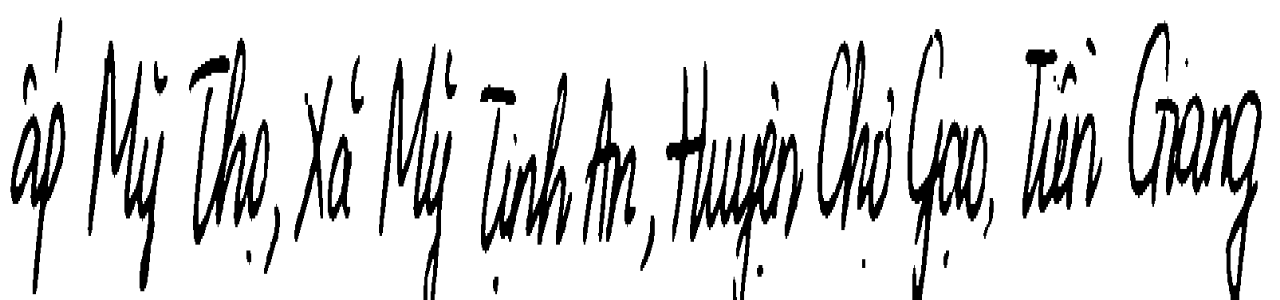 ấp Mỹ Thọ, Xã Mỹ Tịnh An, Huyện Chợ Gạo, Tiền Giang